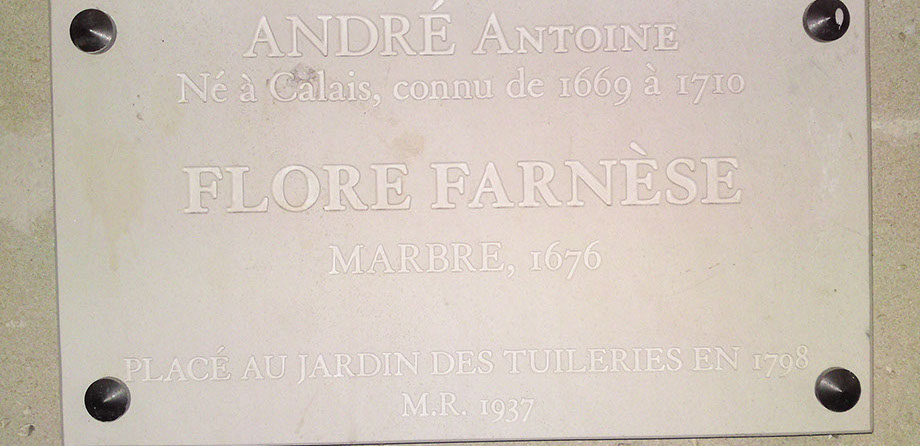 ANDRÉ ANTOINE
Né à Calais, connu de 1669 à 1710
FLORE FARNÈSE
MARBRE, 1676
PLACÉ AU JARDIN DES TUILERIES EN 1798
M.R. 1937